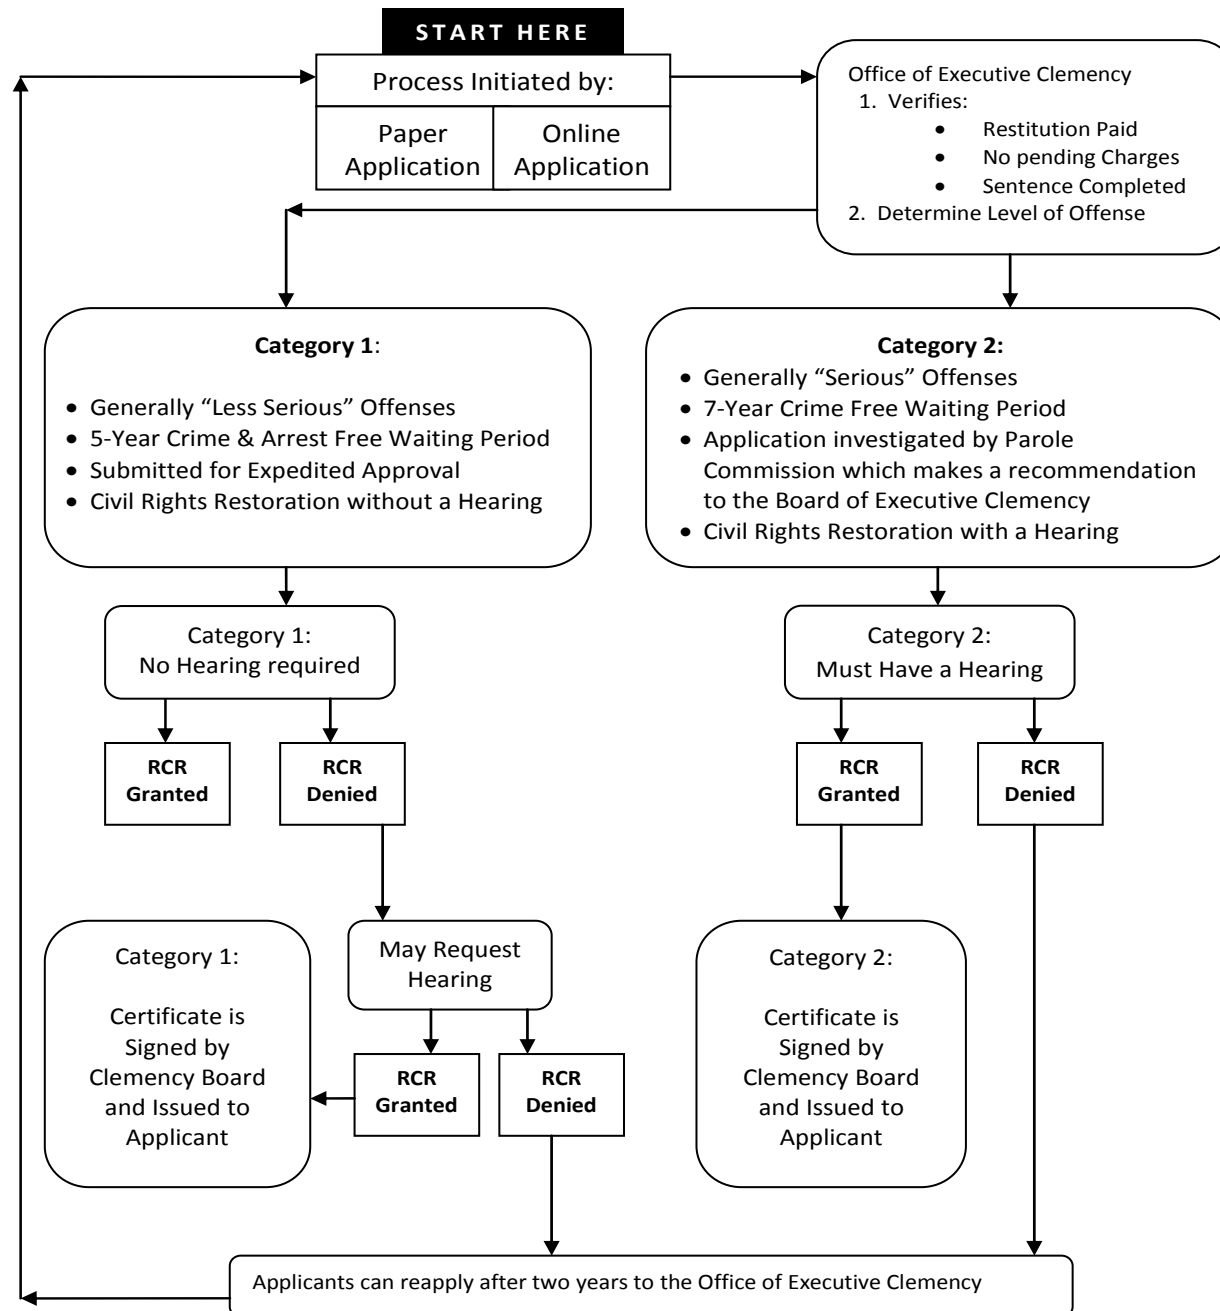 START HERE
Process Initiated by:
Paper
Application
Online
Application
Office of Executive Clemency
1. Verifies:
• Restitution Paid
• No pending Charges
• Sentence Completed
2. Determine Level of Offense
Category 1:
• Generally “Less Serious” Offenses
• 5-Year Crime & Arrest Free Waiting Period
• Submitted for Expedited Approval
• Civil Rights Restoration without a Hearing
Category 2:
• Generally “Serious” Offenses
• 7-Year Crime Free Waiting Period
• Application investigated by Parole
Commission which makes a recommendation
to the Board of Executive Clemency
• Civil Rights Restoration with a Hearing
Category 1:
No Hearing required
Category 2:
Must Have a Hearing
RCR
Granted
RCR
Denied
RCR
Granted
RCR
Denied
Category 1:
Certificate is
Signed by
Clemency Board
and Issued to
Applicant
May Request
Hearing
RCR
Granted
RCR
Denied
Category 2:
Certificate is
Signed by
Clemency Board
and Issued to
Applicant
Applicants can reapply after two years to the Office of Executive Clemency